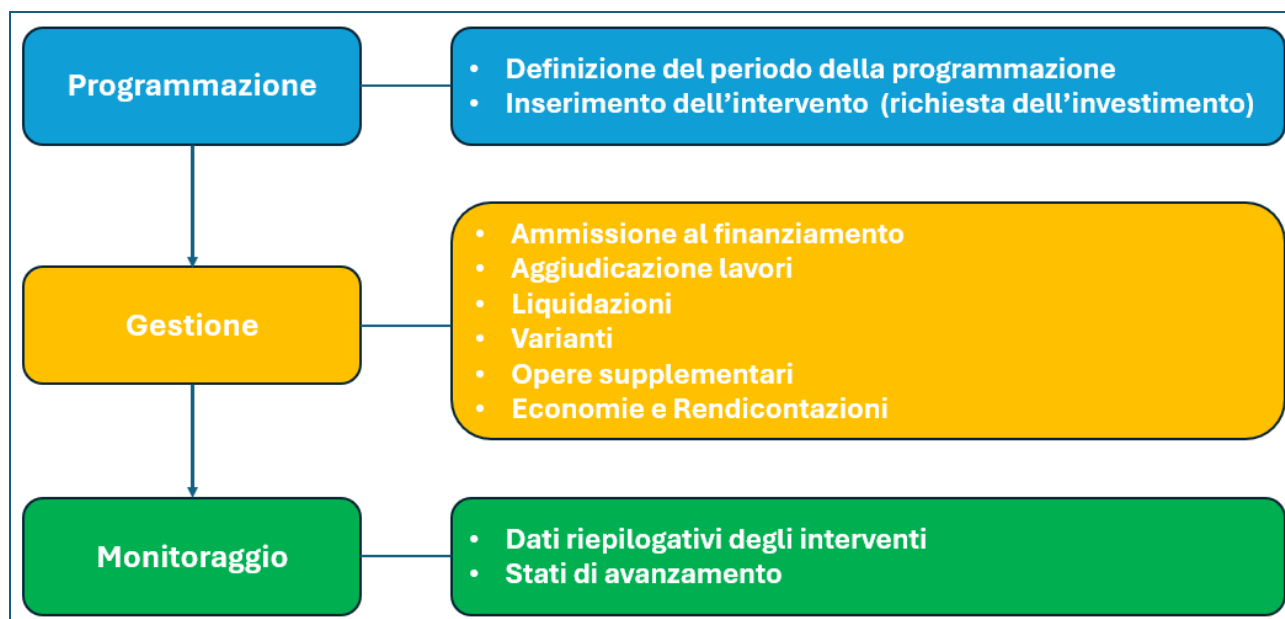 Programmazione
• Definizione del periodo della programmazione
• Inserimento dell’intervento (richiesta dell’investimento)
Gestione
• Ammissione al finanziamento
• Aggiudicazione lavori
• Liquidazioni
• Varianti
• Opere supplementari
• Economie e Rendicontazioni
Monitoraggio
• Dati riepilogativi degli interventi
• Stati di avanzamento